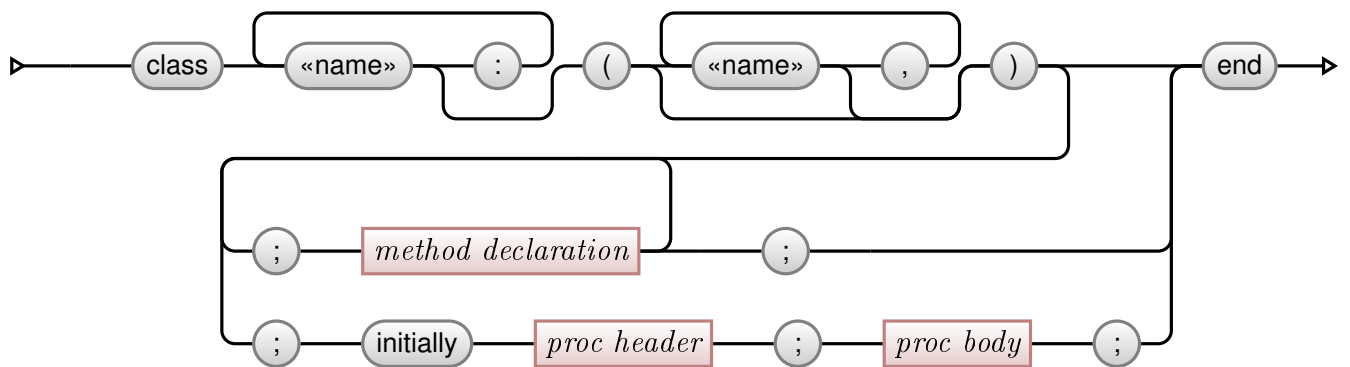 class «name» : ( «name» , ) end
; method declaration ;
; initially proc header ; proc body ;